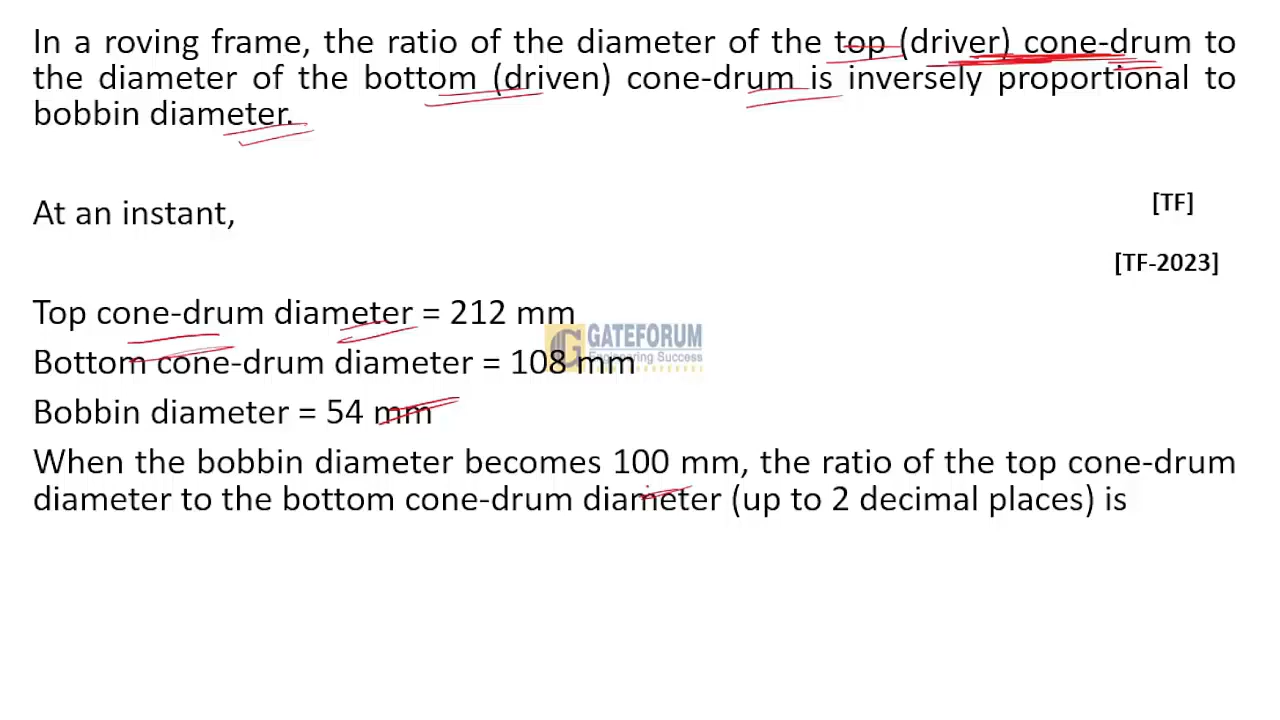 In a roving frame, the ratio of the diameter of the top (driver) cone-drum to
the diameter of the bottom (driven) cone-drum is inversely proportional to
bobbin diameter.
At an instant,
[TF]
[TF-2023]
Top cone-drum diameter = 212 mm
GATEFORUM
Engineering Success
Bottom cone-drum diameter = 108 mm
Bobbin diameter = 54 mm
When the bobbin diameter becomes 100 mm, the ratio of the top cone-drum
diameter to the bottom cone-drum diameter (up to 2 decimal places) is